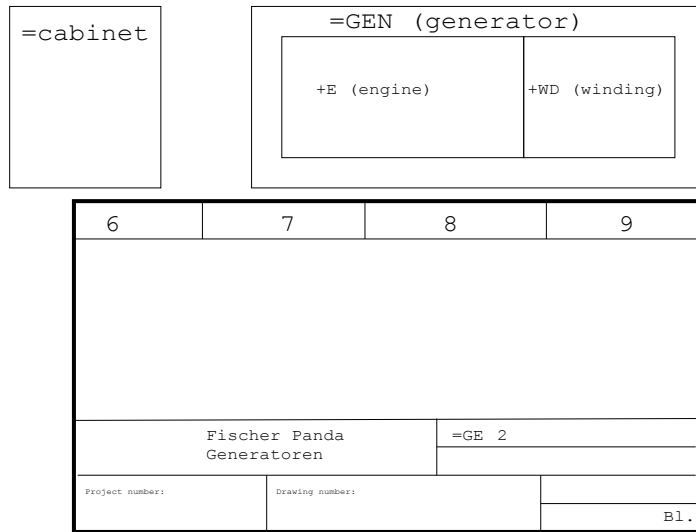 =cabinet
=GEN (generator)
+E (engine)
+WD (winding)
6 7 8 9
Fischer Panda
Generatoren
=GE 2
Project number:
Drawing number:
Bl.